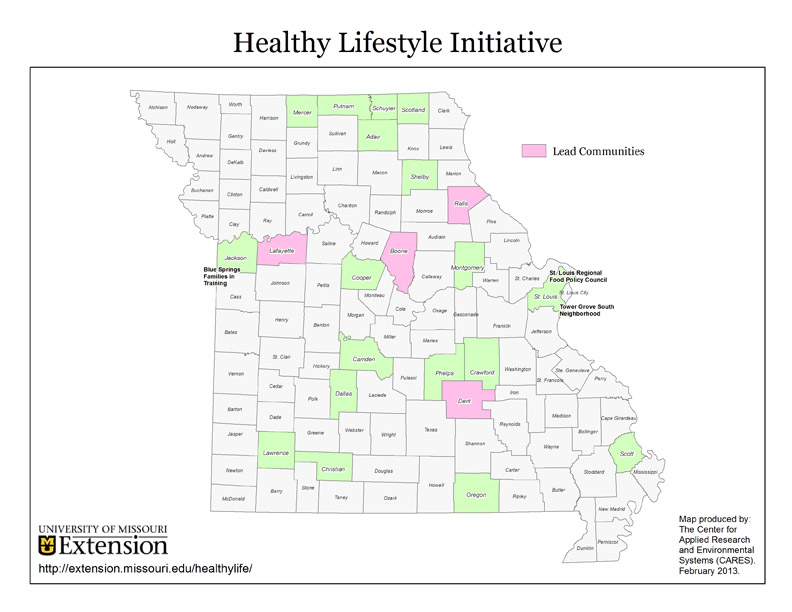 Healthy Lifestyle Initiative
Lead Communities
Atchison
Nodaway
Worth
Harrison
Mercer
Putnam
Schuyler
Scotland
Clark
Holt
Andrew
Gentry
DeKalb
Daviess
Grundy
Sullivan
Adair
Knox
Lewis
Buchanan
Clinton
Caldwell
Livingston
Linn
Macon
Shelby
Marion
Platte
Clay
Ray
Carroll
Chariton
Randolph
Monroe
Ralls
Pike
Jackson
Lafayette
Saline
Howard
Boone
Audrain
Lincoln
Blue Springs
Families in
Training
Cass
Johnson
Pettis
Cooper
Moniteau
Cole
Callaway
Montgomery
Warren
St. Charles
St. Louis Regional
Food Policy Council
St. Louis
St. Louis City
Tower Grove South
Neighborhood
Bates
Henry
Benton
Morgan
Miller
Osage
Gasconade
Franklin
Jefferson
Vernon
St. Clair
Hickory
Camden
Maries
Pulaski
Phelps
Crawford
Washington
St. Francois
Ste. Genevieve
Perry
Barton
Cedar
Dade
Polk
Dallas
Laclede
Dent
Iron
Madison
Cape Girardeau
Jasper
Lawrence
Greene
Webster
Wright
Texas
Shannon
Reynolds
Wayne
Bollinger
Scott
Newton
Christian
Douglas
Howell
Carter
Stoddard
Mississippi
McDonald
Barry
Stone
Taney
Ozark
Oregon
Ripley
Butler
New Madrid
Dunklin
Pemiscot
UNIVERSITY OF MISSOURI
Extension
http://extension.missouri.edu/healthylife/
Map produced by:
The Center for
Applied Research
and Environmental
Systems (CARES).
February 2013.